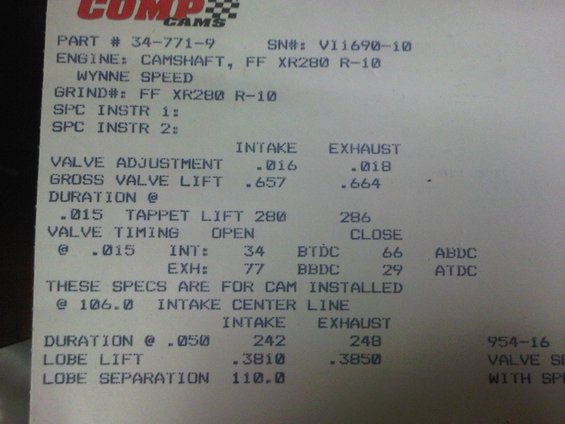 COMP
CAMS
PART # 34-771-9 SN#: VI1690-10
ENGINE: CAMSHAFT, FF XR280 R-10
WYNNE SPEED
GRIND#: FF XR280 R-10
SPC INSTR 1:
SPC INSTR 2:
INTAKE EXHAUST
VALVE ADJUSTMENT .016 .018
GROSS VALVE LIFT .657 .664
DURATION @
.015 TAPPET LIFT 280 286
VALVE TIMING OPEN CLOSE
@ .015 INT: 34 BTDC 66 ABDC
EXH: 77 BBDC 29 ATDC
THESE SPECS ARE FOR CAM INSTALLED
@ 106.0 INTAKE CENTER LINE
INTAKE EXHAUST
DURATION @ .050 242 248 954-16
LOBE LIFT .3810 .3850 VALVE
LOBE SEPARATION 110.0 WITH